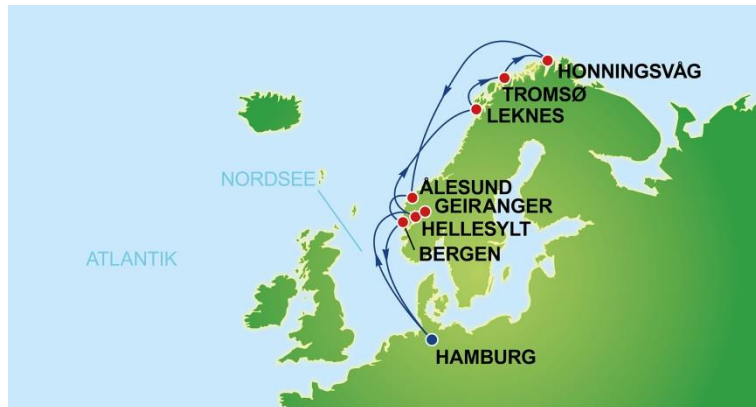 HONNINGSVÅG
TROMSØ
LEKNES
NORDSEE
ÅLESUND
GEIRANGER
HELLESYLT
BERGEN
ATLANTIK
HAMBURG